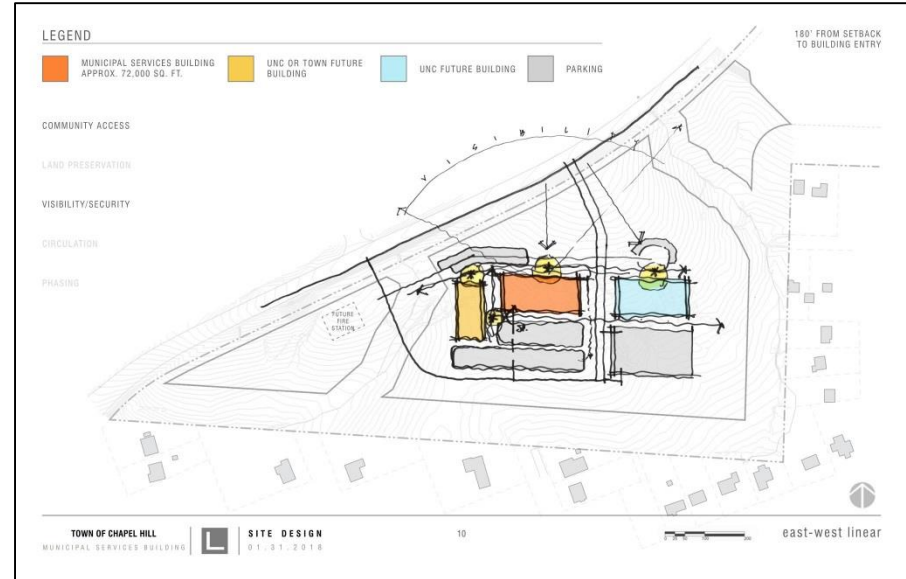 LEGEND
MUNICIPAL SERVICES BUILDING
APPROX. 72,000 SQ. FT.
UNC OR TOWN FUTURE
BUILDING
UNC FUTURE BUILDING
PARKING
180' FROM SETBACK
TO BUILDING ENTRY
COMMUNITY ACCESS
LAND PRESERVATION
VISIBILITY/SECURITY
CIRCULATION
PHASING
VISIBILITY
FUTURE
FIRE
STATION
TOWN OF CHAPEL HILL
MUNICIPAL SERVICES BUILDING
L
SITE DESIGN
01.31.2018
10
east-west linear